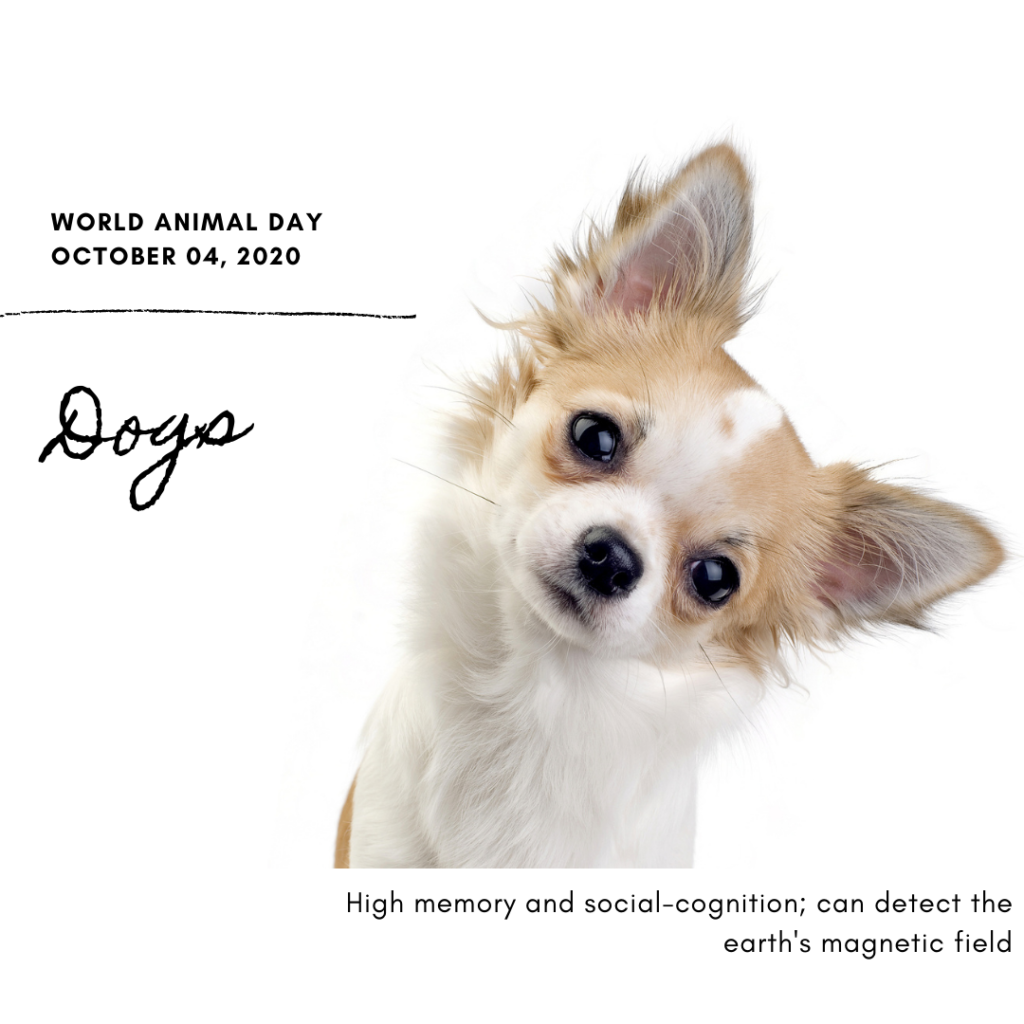 WORLD ANIMAL DAY
OCTOBER 04, 2020
Dogs
High memory and social-cognition; can detect the
earth's magnetic field